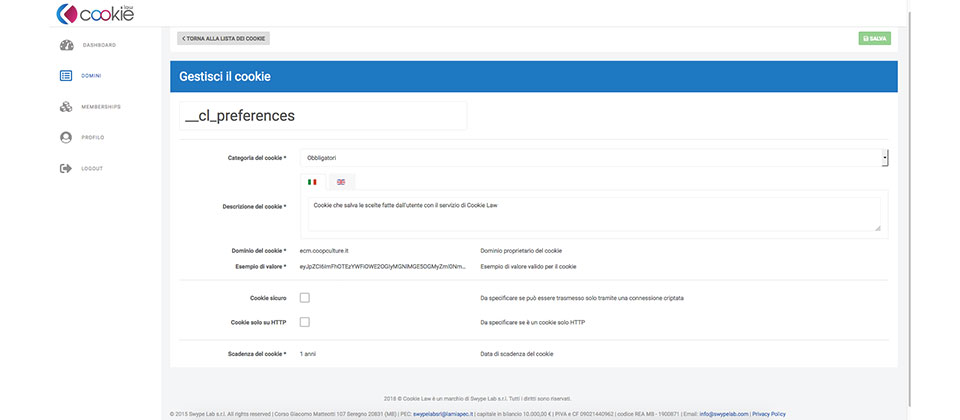 cookie law
TORNA ALLA LISTA DEI COOKIE
SALVA
DASHBOARD
DOMINI
MEMBERSHIPS
PROFILO
LOGOUT
Gestisci il cookie
__cl_preferences
Categoria del cookie *
Obbligatori
Descrizione del cookie *
Cookie che salva le scelte fatte dall'utente con il servizio di Cookie Law
Dominio del cookie *
ecm.coopculture.it
Dominio proprietario del cookie
Esempio di valore *
Esempio di valore valido per il cookie
Cookie sicuro
Da specificare se può essere trasmesso solo tramite una connessione criptata
Cookie solo su HTTP
Da specificare se è un cookie solo HTTP
Scadenza del cookie *
1 anni
Data di scadenza del cookie
2018 © Cookie Law è un marchio di Swype Lab s.r.l. Tutti i diritti sono riservati.
© 2015 Swype Lab s.r.l. All rights reserved | Corso Giacomo Matteotti 107 Seregno 20831 (MB) | PEC: swypelabsrl@lamiapec.it | capitale in bilancio 10.000,00 € | P.IVA e CF 09021440962 | codice REA MB - 1900871 | Email: info@swypelab.com | Privacy Policy